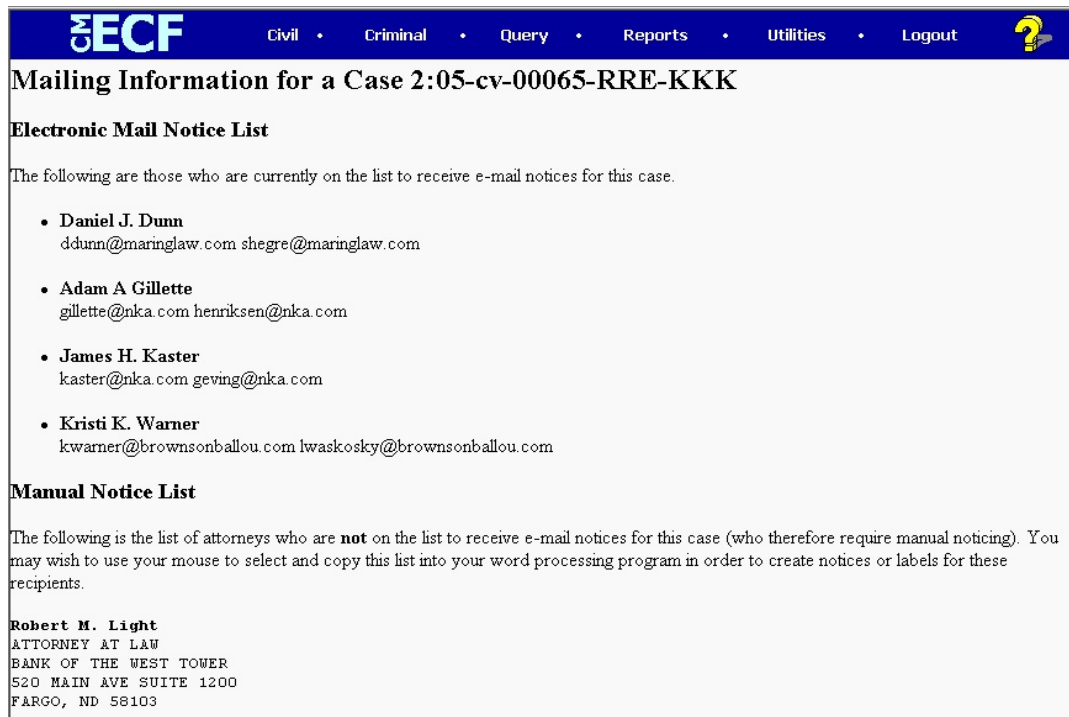 CM ECF Civil • Criminal • Query • Reports • Utilities • Logout ?
Mailing Information for a Case 2:05-cv-00065-RRE-KKK
Electronic Mail Notice List
The following are those who are currently on the list to receive e-mail notices for this case.
• Daniel J. Dunn
ddunn@maringlaw.com shegre@maringlaw.com
• Adam A Gillette
gillette@nka.com henriksen@nka.com
• James H. Kaster
kaster@nka.com geving@nka.com
• Kristi K. Warner
kwarner@brownsonballou.com lwaskosky@brownsonballou.com
Manual Notice List
The following is the list of attorneys who are not on the list to receive e-mail notices for this case (who therefore require manual noticing). You
may wish to use your mouse to select and copy this list into your word processing program in order to create notices or labels for these
recipients.
Robert M. Light
ATTORNEY AT LAW
BANK OF THE WEST TOWER
520 MAIN AVE SUITE 1200
FARGO, ND 58103